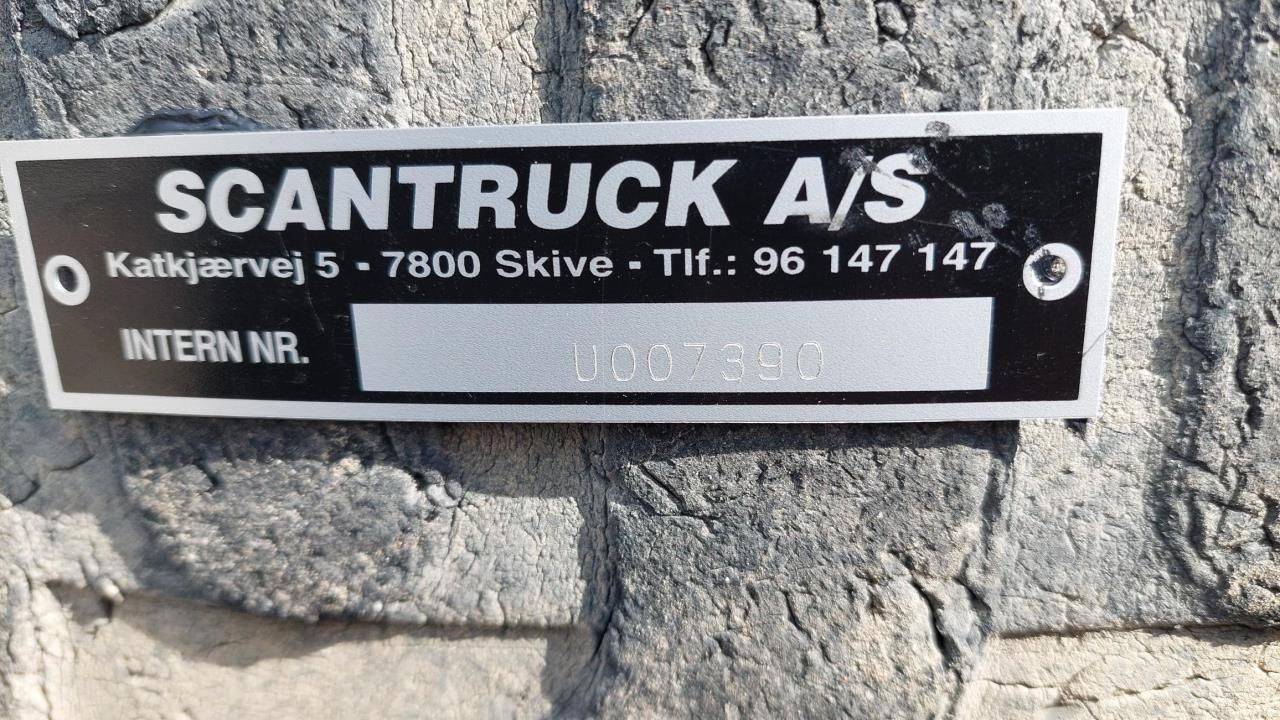 SCANTRUCK A/S
Katkjærvej 5 - 7800 Skive - Tlf.: 96 147 147
INTERN NR. U007390